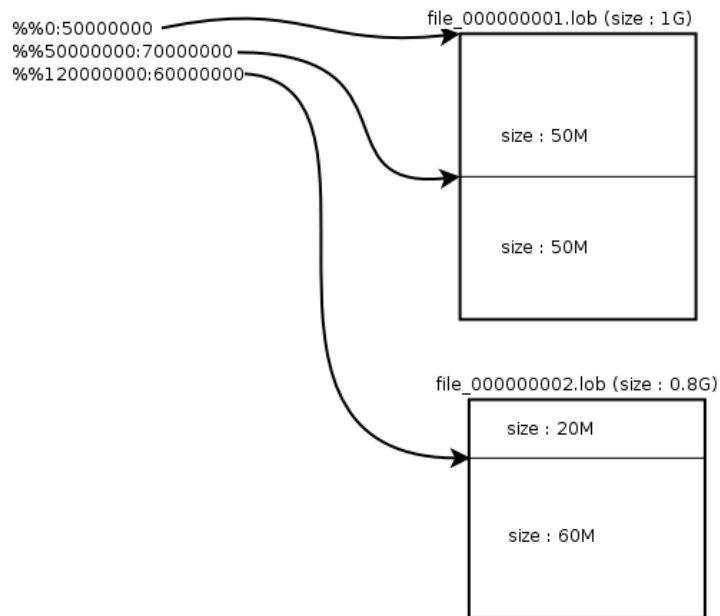 %%0:50000000
%%50000000:70000000
%%120000000:60000000
file_000000001.lob (size : 1G)
size : 50M
size : 50M
file_000000002.lob (size : 0.8G)
size : 20M
size : 60M